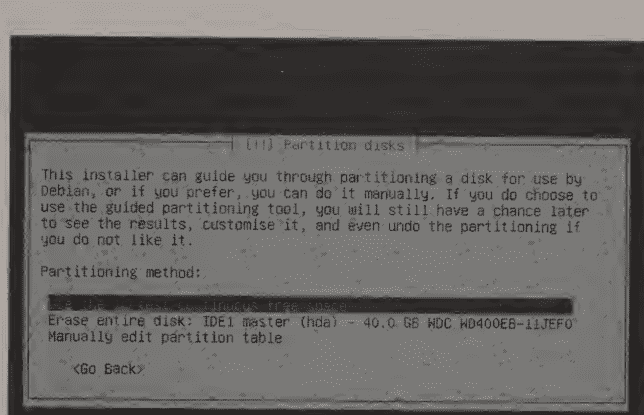 [!!] Partition disks
This installer can guide you through partitioning a disk for use by
Debian, or if you prefer, you can do it manually. If you do choose to
use the guided partitioning tool, you will still have a chance later
to see the results, customise it, and even undo the partitioning if
you do not like it.
Partitioning method:
continuous free space
Erase entire disk: IDE1 master (hda) - 40.0 GB WDC WD400EB-11JEF0
Manually edit partition table
<Go Back>